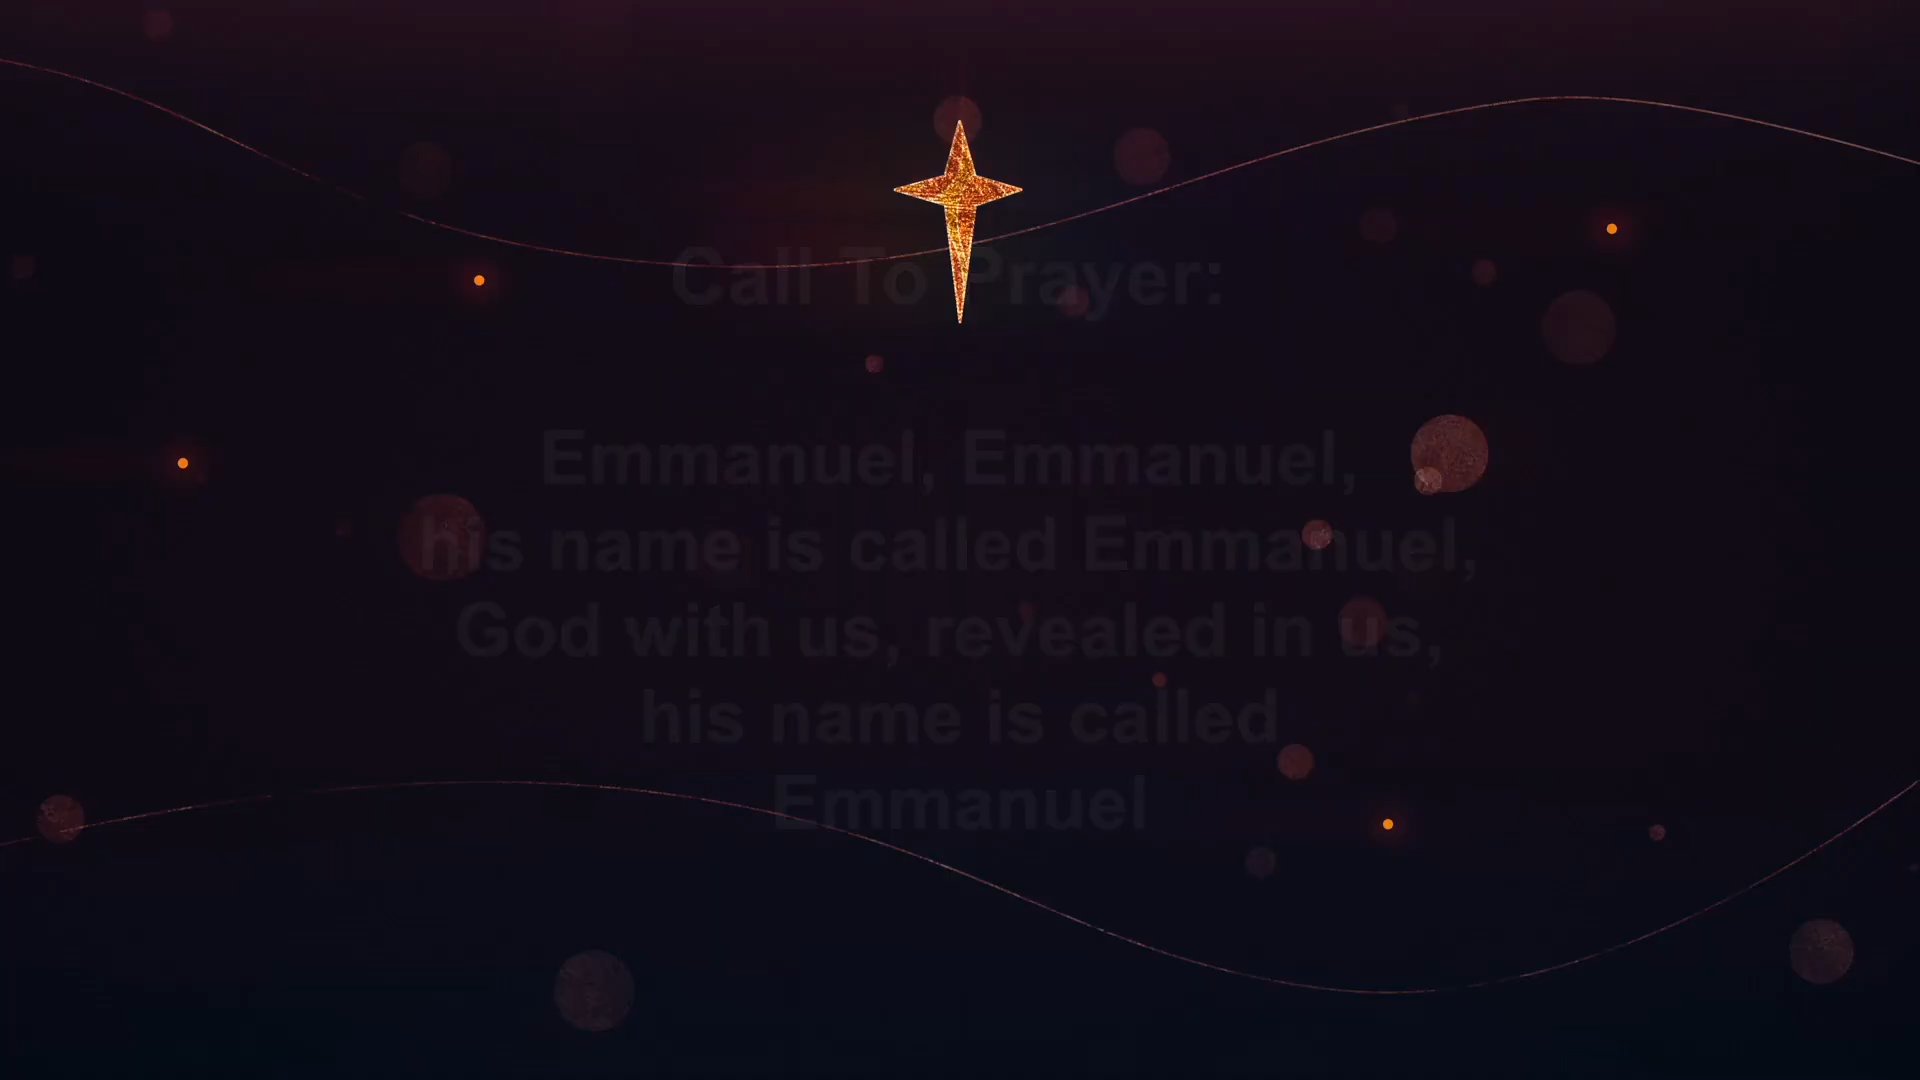 Call To Prayer:
Emmanuel, Emmanuel,
his name is called Emmanuel,
God with us, revealed in us,
his name is called
Emmanuel